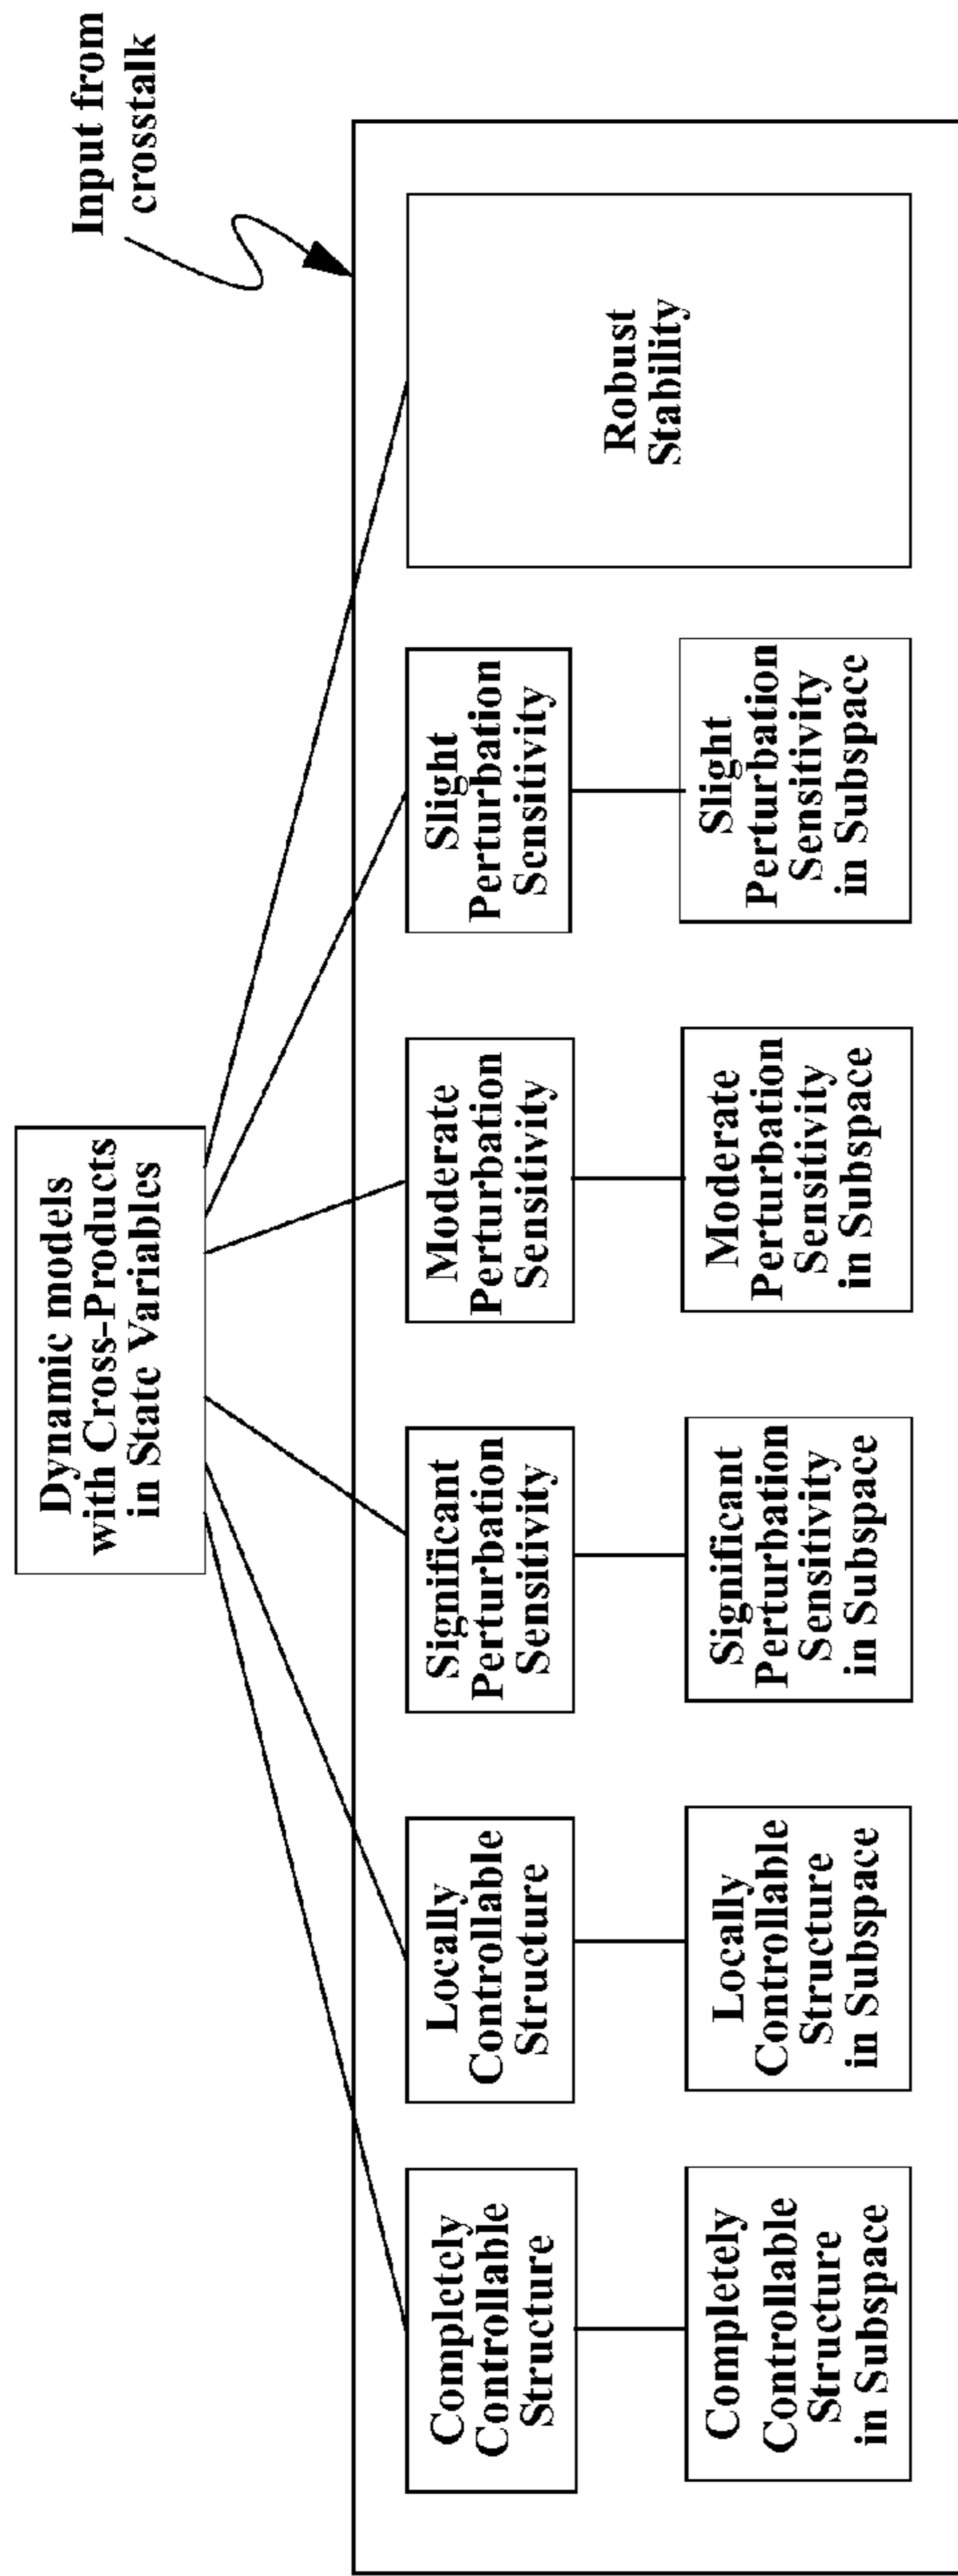 Input from
crosstalk
Dynamic models
with Cross-Products
in State Variables
Completely
Controllable
Structure
Locally
Controllable
Structure
Significant
Perturbation
Sensitivity
Moderate
Perturbation
Sensitivity
Slight
Perturbation
Sensitivity
Robust
Stability
Completely
Controllable
Structure
in Subspace
Locally
Controllable
Structure
in Subspace
Significant
Perturbation
Sensitivity
in Subspace
Moderate
Perturbation
Sensitivity
in Subspace
Slight
Perturbation
Sensitivity
in Subspace